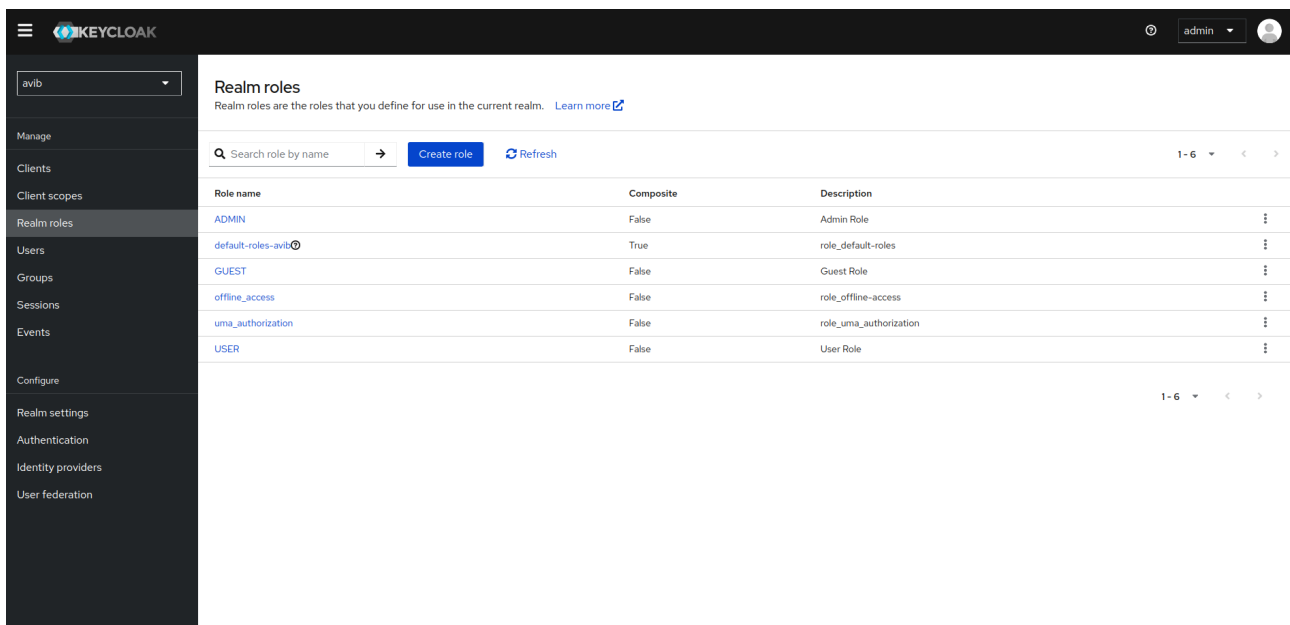 KEYCLOAK
admin
avib
Manage
Clients
Client scopes
Realm roles
Users
Groups
Sessions
Events
Configure
Realm settings
Authentication
Identity providers
User federation
Realm roles
Realm roles are the roles that you define for use in the current realm. Learn more
Search role by name
Create role
Refresh
1 - 6
Role name Composite Description
ADMIN False Admin Role
default-roles-avib True role_default-roles
GUEST False Guest Role
offline_access False role_offline-access
uma_authorization False role_uma_authorization
USER False User Role
1 - 6